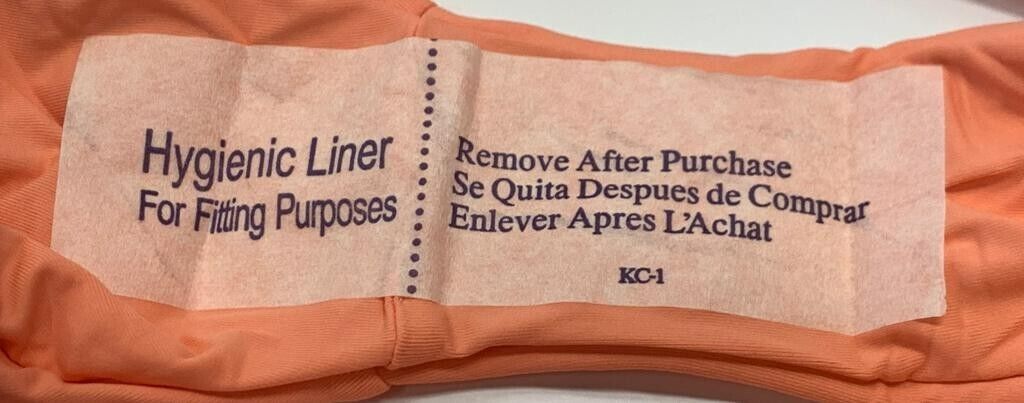 Hygienic Liner
For Fitting Purposes
Remove After Purchase
Se Quita Despues de Comprar
Enlever Apres L'Achat
KC-1